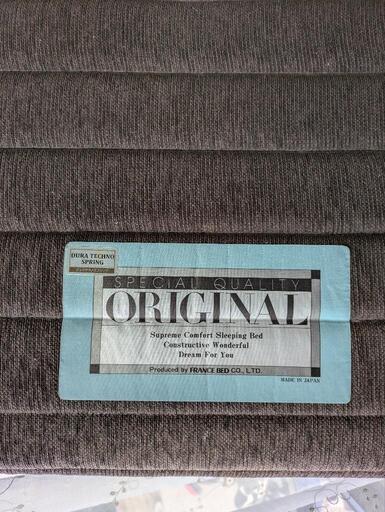 DURA TECHNO
SPRING
SPECIAL QUALITY
ORIGINAL
Supreme Comfort Sleeping Bed
Constructive Wonderful
Dream For You
Produced by FRANCE BED CO., LTD.
MADE IN JAPAN